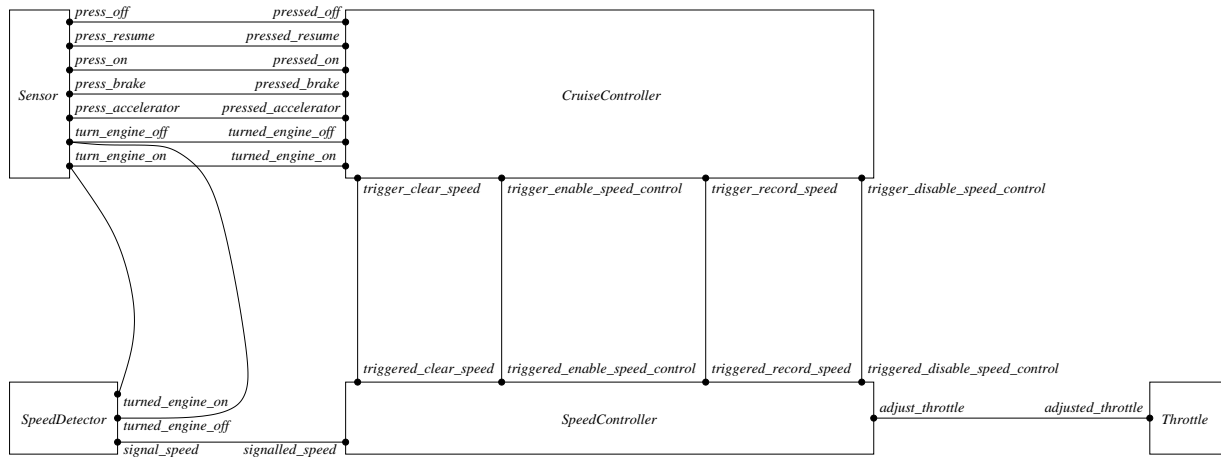 press_off pressed_off
press_resume pressed_resume
press_on pressed_on
Sensor press_brake pressed_brake CruiseController
press_accelerator pressed_accelerator
turn_engine_off turned_engine_off
turn_engine_on turned_engine_on
trigger_clear_speed trigger_enable_speed_control trigger_record_speed trigger_disable_speed_control
triggered_clear_speed triggered_enable_speed_control triggered_record_speed triggered_disable_speed_control
turned_engine_on adjust_throttle adjusted_throttle
SpeedDetector SpeedController Throttle
turned_engine_off
signal_speed signalled_speed